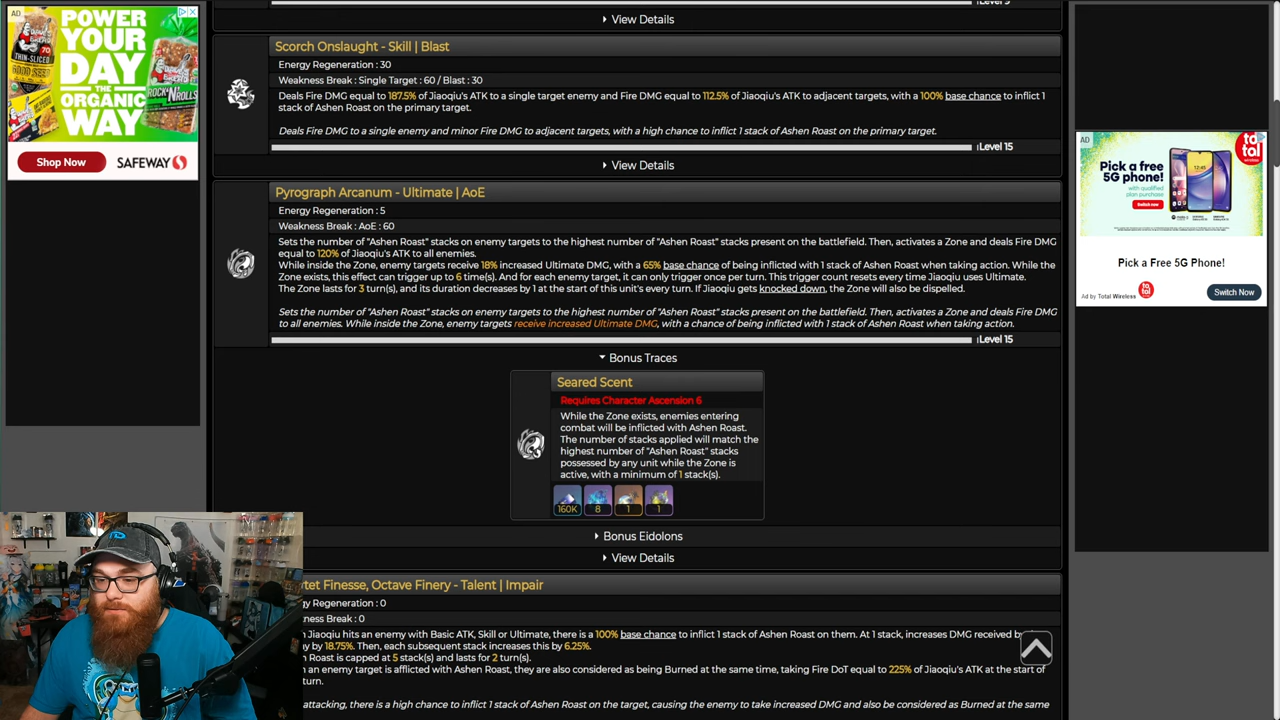 Level 9
View Details
Scorch Onslaught - Skill | Blast
Energy Regeneration : 30
Weakness Break : Single Target : 60 / Blast : 30
Deals Fire DMG equal to 187.5% of Jiaoqiu's ATK to a single target enemy and Fire DMG equal to 112.5% of Jiaoqiu's ATK to adjacent targets, with a 100% base chance to inflict 1
stack of Ashen Roast on the primary target.
Deals Fire DMG to a single enemy and minor Fire DMG to adjacent targets, with a high chance to inflict 1 stack of Ashen Roast on the primary target.
Level 15
View Details
Pyrograph Arcanum - Ultimate | AoE
Energy Regeneration : 5
Weakness Break : AoE : 60
Sets the number of "Ashen Roast" stacks on enemy targets to the highest number of "Ashen Roast" stacks present on the battlefield. Then, activates a Zone and deals Fire DMG
equal to 120% of Jiaoqiu's ATK to all enemies.
While inside the Zone, enemy targets receive 18% increased Ultimate DMG, with a 65% base chance of being inflicted with 1 stack of Ashen Roast when taking action. While the
Zone exists, this effect can trigger up to 6 time(s). And for each enemy target, it can only trigger once per turn. This trigger count resets every time Jiaoqiu uses Ultimate.
The Zone lasts for 3 turn(s), and its duration decreases by 1 at the start of this unit's every turn. If Jiaoqiu gets knocked down, the Zone will also be dispelled.
Sets the number of "Ashen Roast" stacks on enemy targets to the highest number of "Ashen Roast" stacks present on the battlefield. Then, activates a Zone and deals Fire DMG
to all enemies. While inside the Zone, enemy targets receive increased Ultimate DMG, with a chance of being inflicted with 1 stack of Ashen Roast when taking action.
Level 15
Bonus Traces
Seared Scent
Requires Character Ascension 6
While the Zone exists, enemies entering
combat will be inflicted with Ashen Roast.
The number of stacks applied will match the
highest number of "Ashen Roast" stacks
possessed by any unit while the Zone is
active, with a minimum of 1 stack(s).
160K 8 1 1
Bonus Eidolons
View Details
tet Finesse, Octave Finery - Talent | Impair
gy Regeneration : 0
ness Break : 0
Jiaoqiu hits an enemy with Basic ATK, Skill or Ultimate, there is a 100% base chance to inflict 1 stack of Ashen Roast on them. At 1 stack, increases DMG received by
y by 18.75%. Then, each subsequent stack increases this by 6.25%.
n Roast is capped at 5 stack(s) and lasts for 2 turn(s).
an enemy target is afflicted with Ashen Roast, they are also considered as being Burned at the same time, taking Fire DoT equal to 225% of Jiaoqiu's ATK at the start of
turn.
attacking, there is a high chance to inflict 1 stack of Ashen Roast on the target, causing the enemy to take increased DMG and also be considered as Burned at the same
AD
POWER
YOUR
DAY
THE
ORGANIC
WAY
THIN-SLICED
GOOD SEED
ROCK'N'ROLLS
Shop Now
SAFEWAY
AD
total
wireless
Pick a free
5G phone!
Switch now
Pick a Free 5G Phone!
Ad by Total Wireless
Switch Now